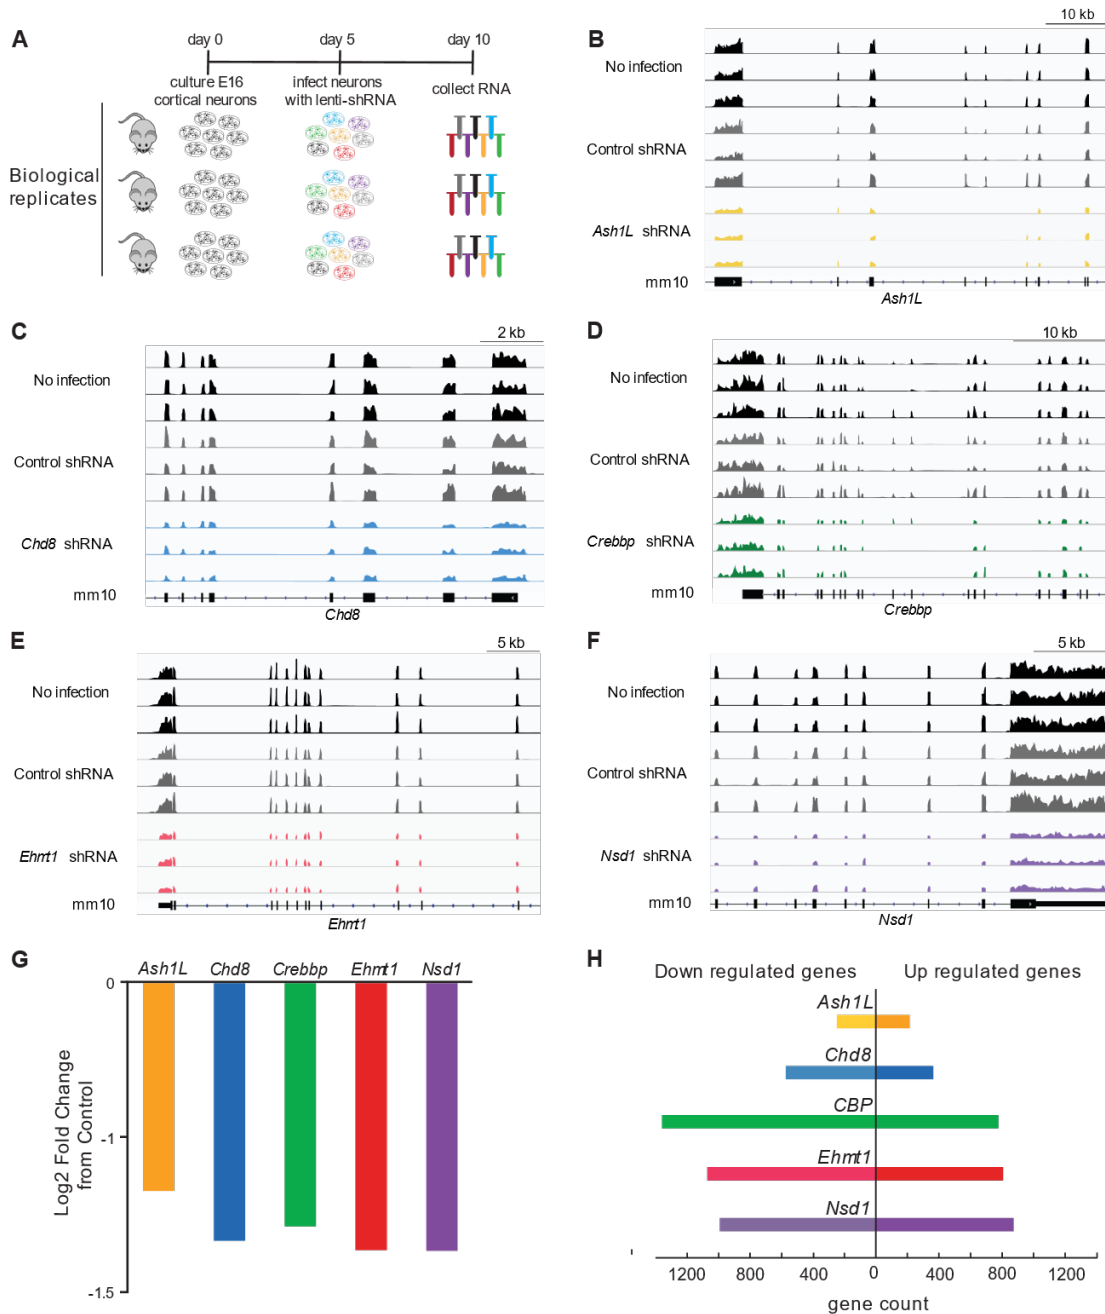 A
day 0
day 5
day 10
culture E16
cortical neurons
infect neurons
with lenti-shRNA
collect RNA
Biological
replicates
B
10 kb
No infection
Control shRNA
Ash1L shRNA
mm10
Ash1L
C
2 kb
No infection
Control shRNA
Chd8 shRNA
mm10
Chd8
D
10 kb
No infection
Control shRNA
Crebbp shRNA
mm10
Crebbp
E
5 kb
No infection
Control shRNA
Ehmt1 shRNA
mm10
Ehmt1
F
5 kb
No infection
Control shRNA
Nsd1 shRNA
mm10
Nsd1
G
Ash1L Chd8 Crebbp Ehmt1 Nsd1
0
-1
-1.5
Log2 Fold Change
from Control
H
Down regulated genes Up regulated genes
Ash1L
Chd8
CBP
Ehmt1
Nsd1
1200 800 400 0 400 800 1200
gene count